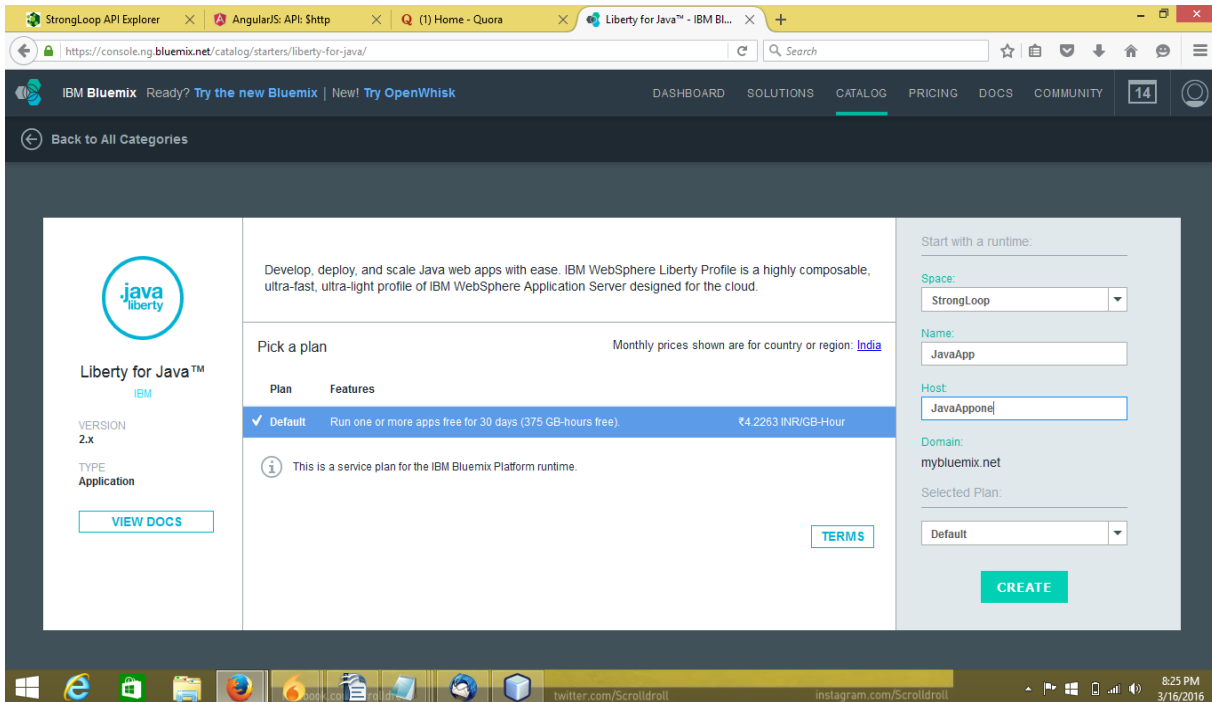 StrongLoop API Explorer
AngularJS: API: $http
(1) Home - Quora
Liberty for Java™ - IBM Bl...
https://console.ng.bluemix.net/catalog/starters/liberty-for-java/
Search
IBM Bluemix Ready? Try the new Bluemix | New! Try OpenWhisk
DASHBOARD SOLUTIONS CATALOG PRICING DOCS COMMUNITY 14
Back to All Categories
.java
liberty
Liberty for Java™
IBM
VERSION
2.x
TYPE
Application
VIEW DOCS
Develop, deploy, and scale Java web apps with ease. IBM WebSphere Liberty Profile is a highly composable,
ultra-fast, ultra-light profile of IBM WebSphere Application Server designed for the cloud.
Pick a plan
Monthly prices shown are for country or region: India
Plan Features
Default Run one or more apps free for 30 days (375 GB-hours free). ₹4.2263 INR/GB-Hour
This is a service plan for the IBM Bluemix Platform runtime.
TERMS
Start with a runtime:
Space:
StrongLoop
Name:
JavaApp
Host:
JavaAppone
Domain:
mybluemix.net
Selected Plan:
Default
CREATE
twitter.com/Scrolldroll
instagram.com/Scrolldroll
8:25 PM
3/16/2016